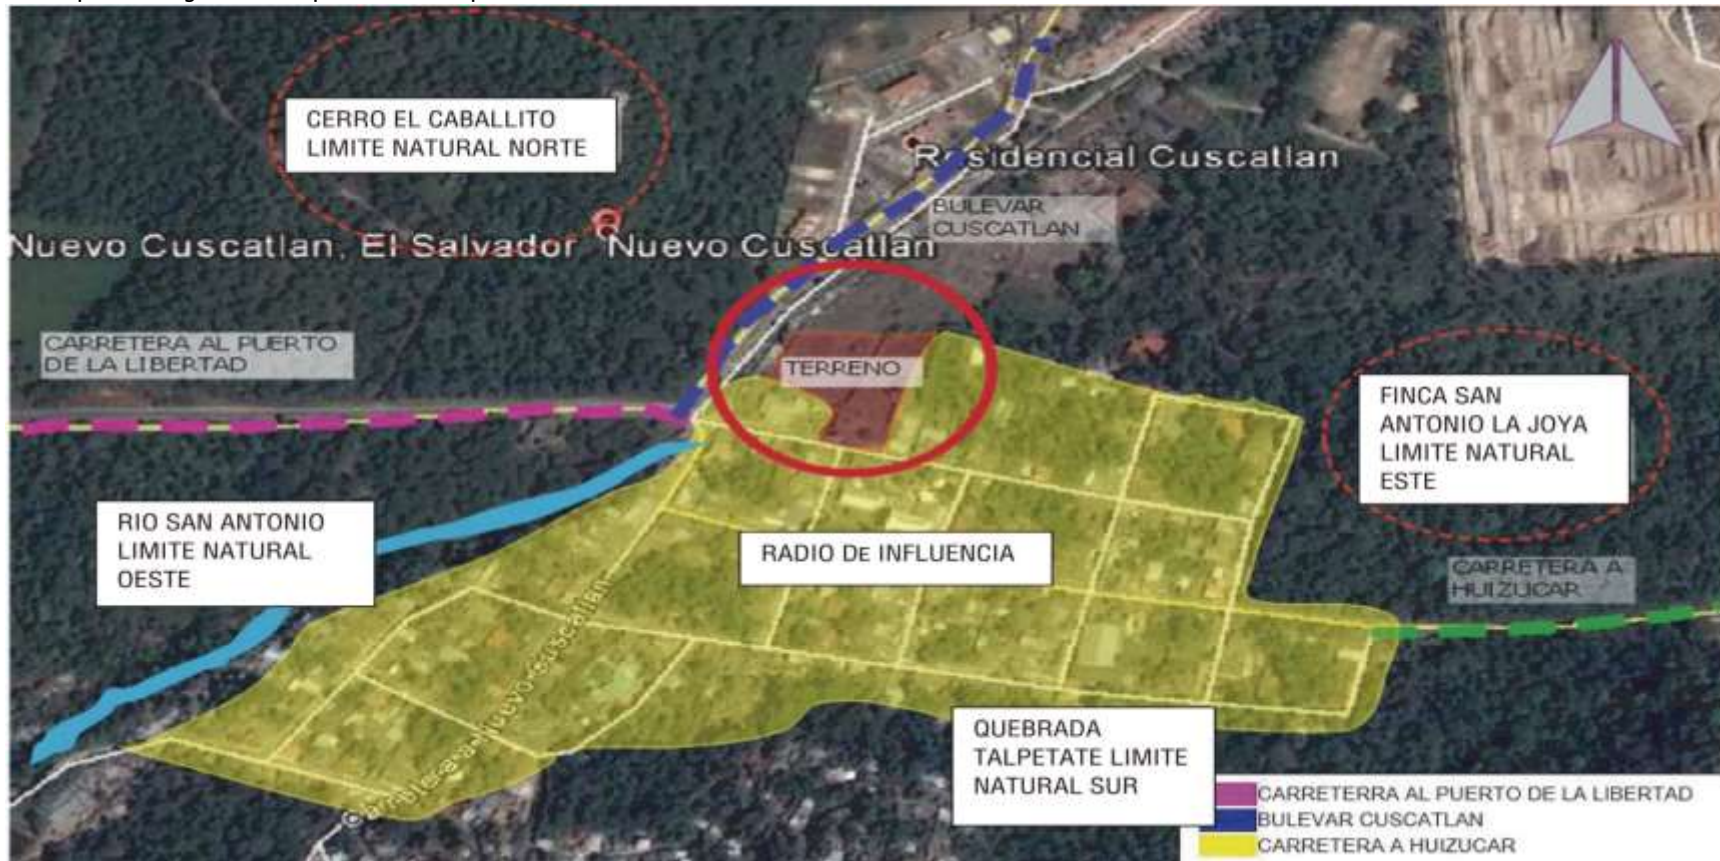 CERRO EL CABALLITO
LIMITE NATURAL NORTE
Residencial Cuscatlan
BULEVAR
CUSCATLAN
Nuevo Cuscatlan, El Salvador
Nuevo Cuscatlan
CARRETERA AL PUERTO
DE LA LIBERTAD
TERRENO
FINCA SAN
ANTONIO LA JOYA
LIMITE NATURAL
ESTE
RIO SAN ANTONIO
LIMITE NATURAL
OESTE
RADIO DE INFLUENCIA
CARRETERA A
HUIZUCAR
a-Nuevo-Cuscatlan
QUEBRADA
TALPETATE LIMITE
NATURAL SUR
CARRETERRA AL PUERTO DE LA LIBERTAD
BULEVAR CUSCATLAN
CARRETERA A HUIZUCAR